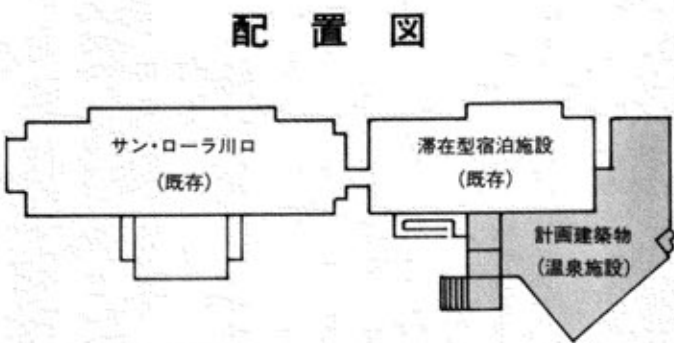 配置図
サン・ローラ川口
(既存)
滞在型宿泊施設
(既存)
計画建築物
(温泉施設)